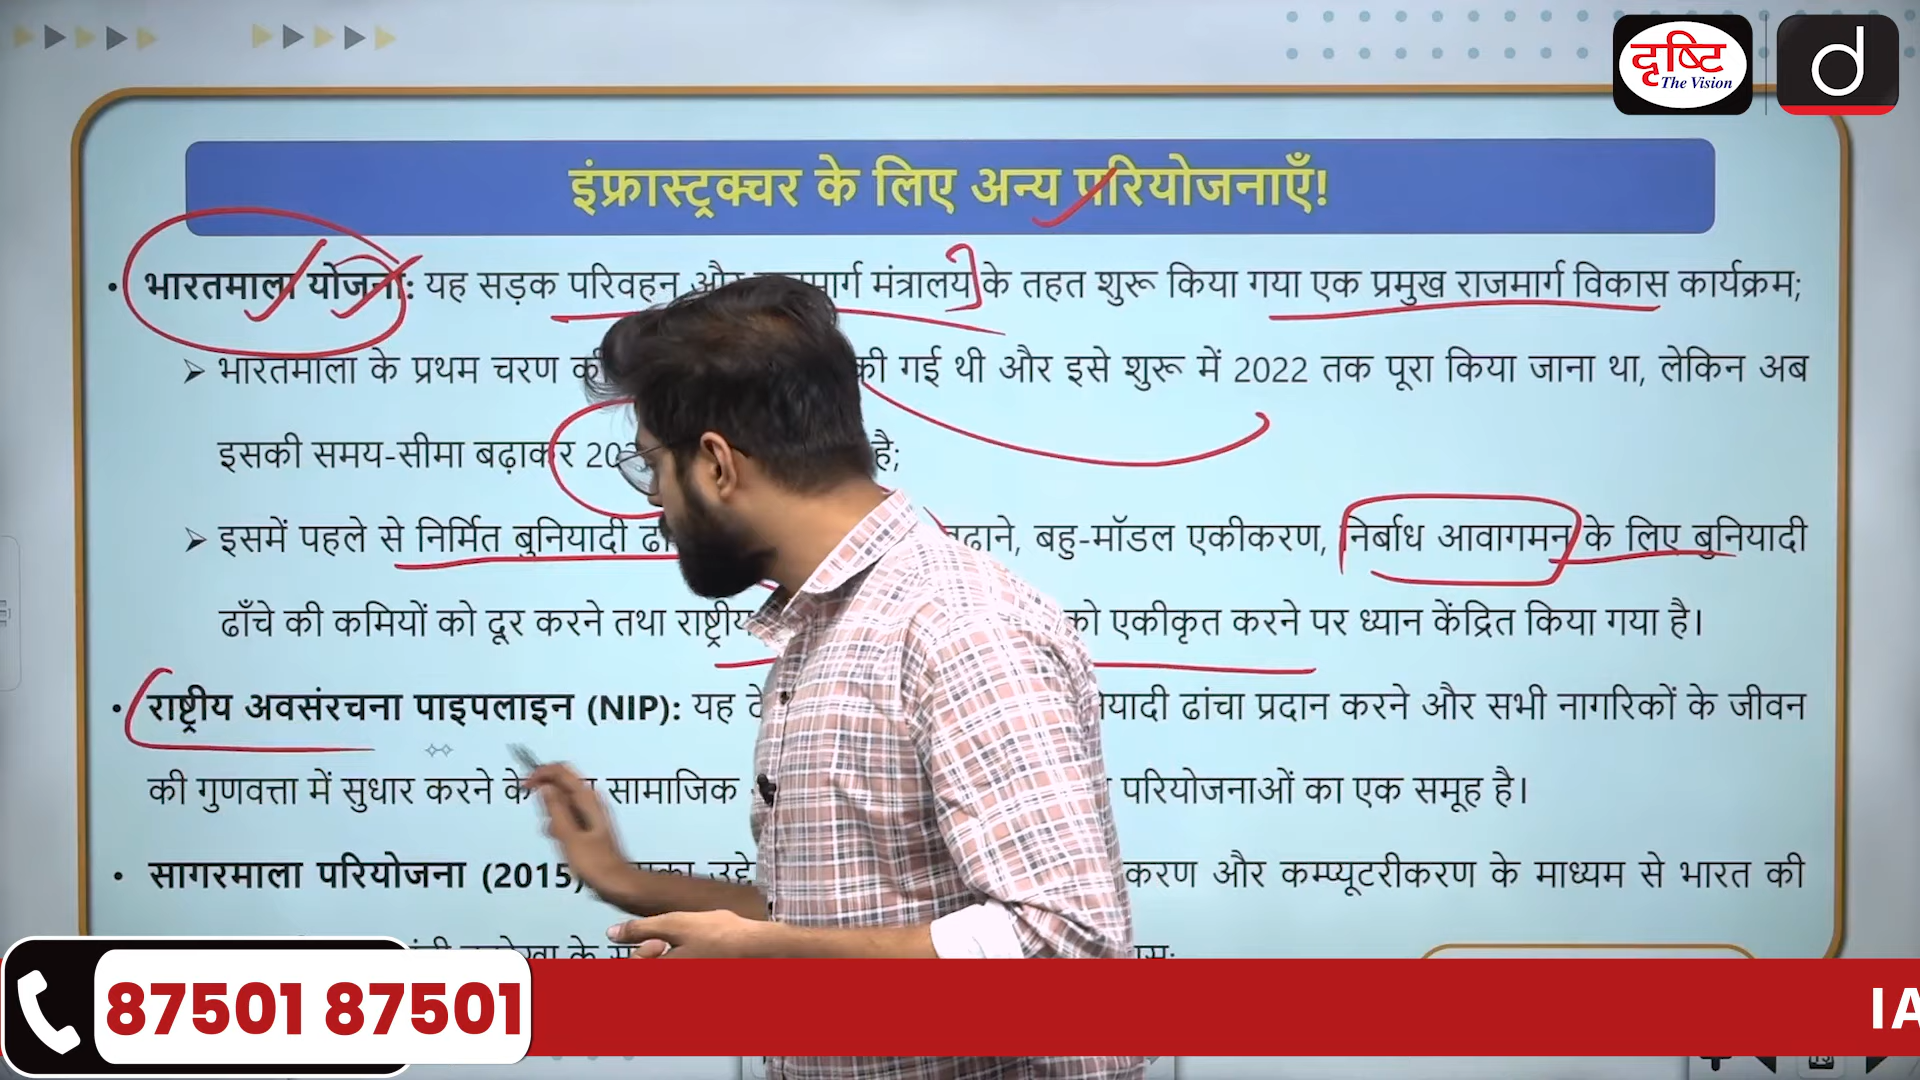 दृष्टि
The Vision
d
इंफ्रास्ट्रक्चर के लिए अन्य परियोजनाएँ!
• भारतमाला योजना: यह सड़क परिवहन और मार्ग मंत्रालय के तहत शुरू किया गया एक प्रमुख राजमार्ग विकास कार्यक्रम;
➢ भारतमाला के प्रथम चरण की गई थी और इसे शुरू में 2022 तक पूरा किया जाना था, लेकिन अब
इसकी समय-सीमा बढ़ाकर है;
➢ इसमें पहले से निर्मित बुनियादी बढ़ाने, बहु-मॉडल एकीकरण, निर्बाध आवागमन के लिए बुनियादी
ढाँचे की कमियों को दूर करने तथा राष्ट्रीय को एकीकृत करने पर ध्यान केंद्रित किया गया है।
• राष्ट्रीय अवसंरचना पाइपलाइन (NIP): यह ढांचा प्रदान करने और सभी नागरिकों के जीवन
की गुणवत्ता में सुधार करने के सामाजिक परियोजनाओं का एक समूह है।
• सागरमाला परियोजना (2015) और कम्प्यूटरीकरण के माध्यम से भारत की
87501 87501
IA